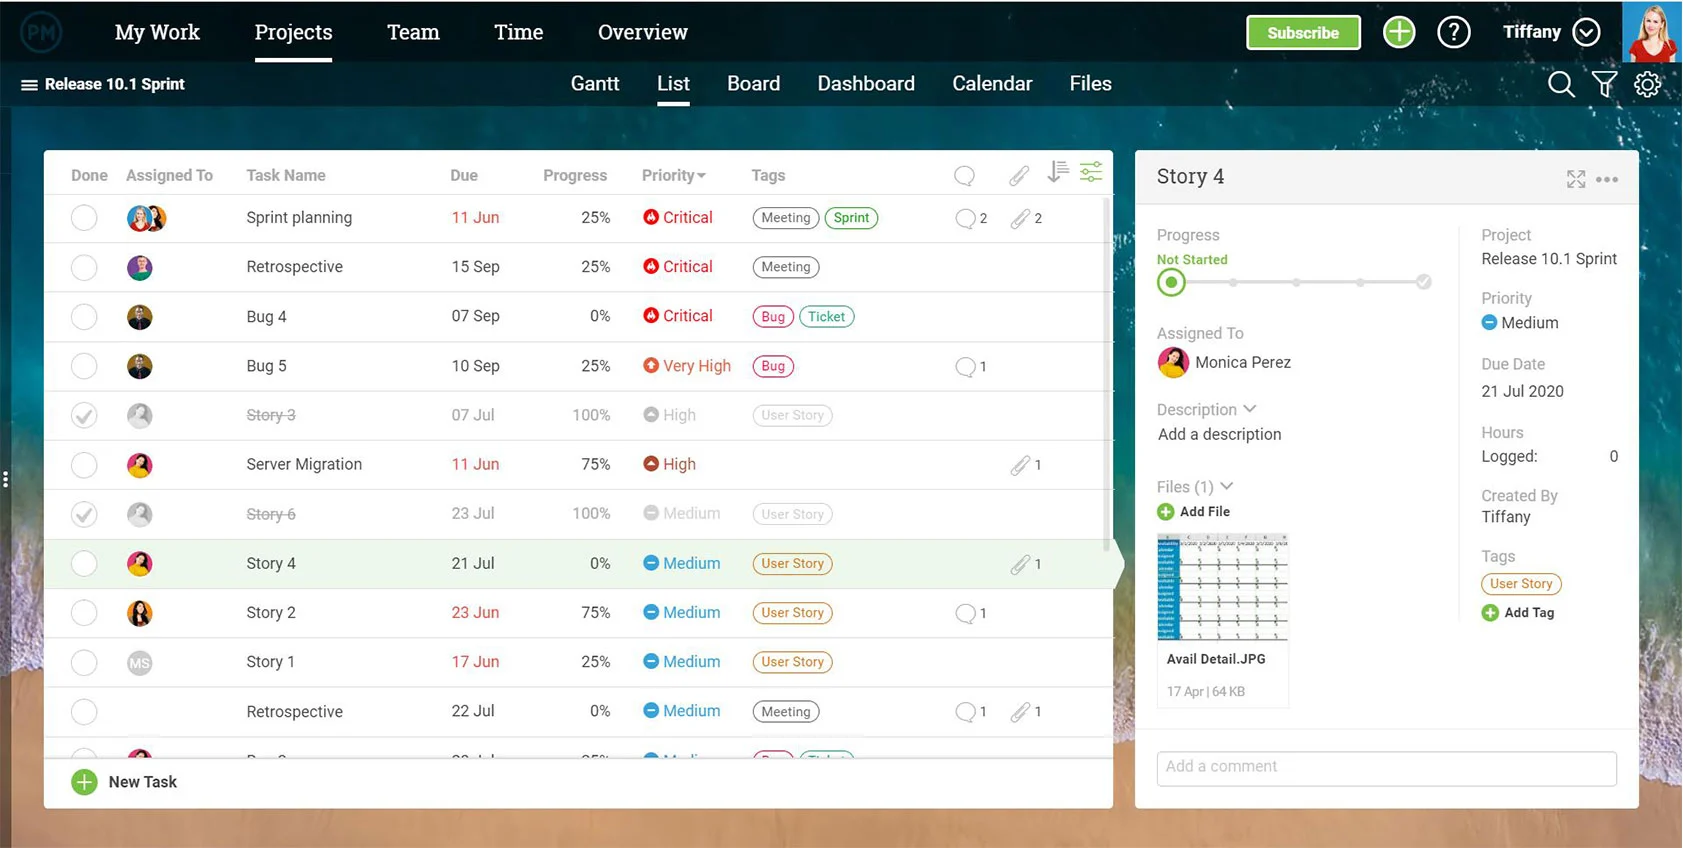 PM My Work Projects Team Time Overview Subscribe ? Tiffany
Release 10.1 Sprint Gantt List Board Dashboard Calendar Files
Done Assigned To Task Name Due Progress Priority Tags
Sprint planning 11 Jun 25% Critical Meeting Sprint 2 2
Retrospective 15 Sep 25% Critical Meeting
Bug 4 07 Sep 0% Critical Bug Ticket
Bug 5 10 Sep 25% Very High Bug 1
Story 3 07 Jul 100% High User Story
Server Migration 11 Jun 75% High 1
Story 6 23 Jul 100% Medium User Story
Story 4 21 Jul 0% Medium User Story 1
Story 2 23 Jun 75% Medium User Story 1
MS Story 1 17 Jun 25% Medium User Story
Retrospective 22 Jul 0% Medium Meeting 1 1
New Task
Story 4
Progress
Not Started
Assigned To
Monica Perez
Description
Add a description
Files (1)
Add File
Avail Detail.JPG
17 Apr | 64 KB
Project
Release 10.1 Sprint
Priority
Medium
Due Date
21 Jul 2020
Hours
Logged: 0
Created By
Tiffany
Tags
User Story
Add Tag
Add a comment